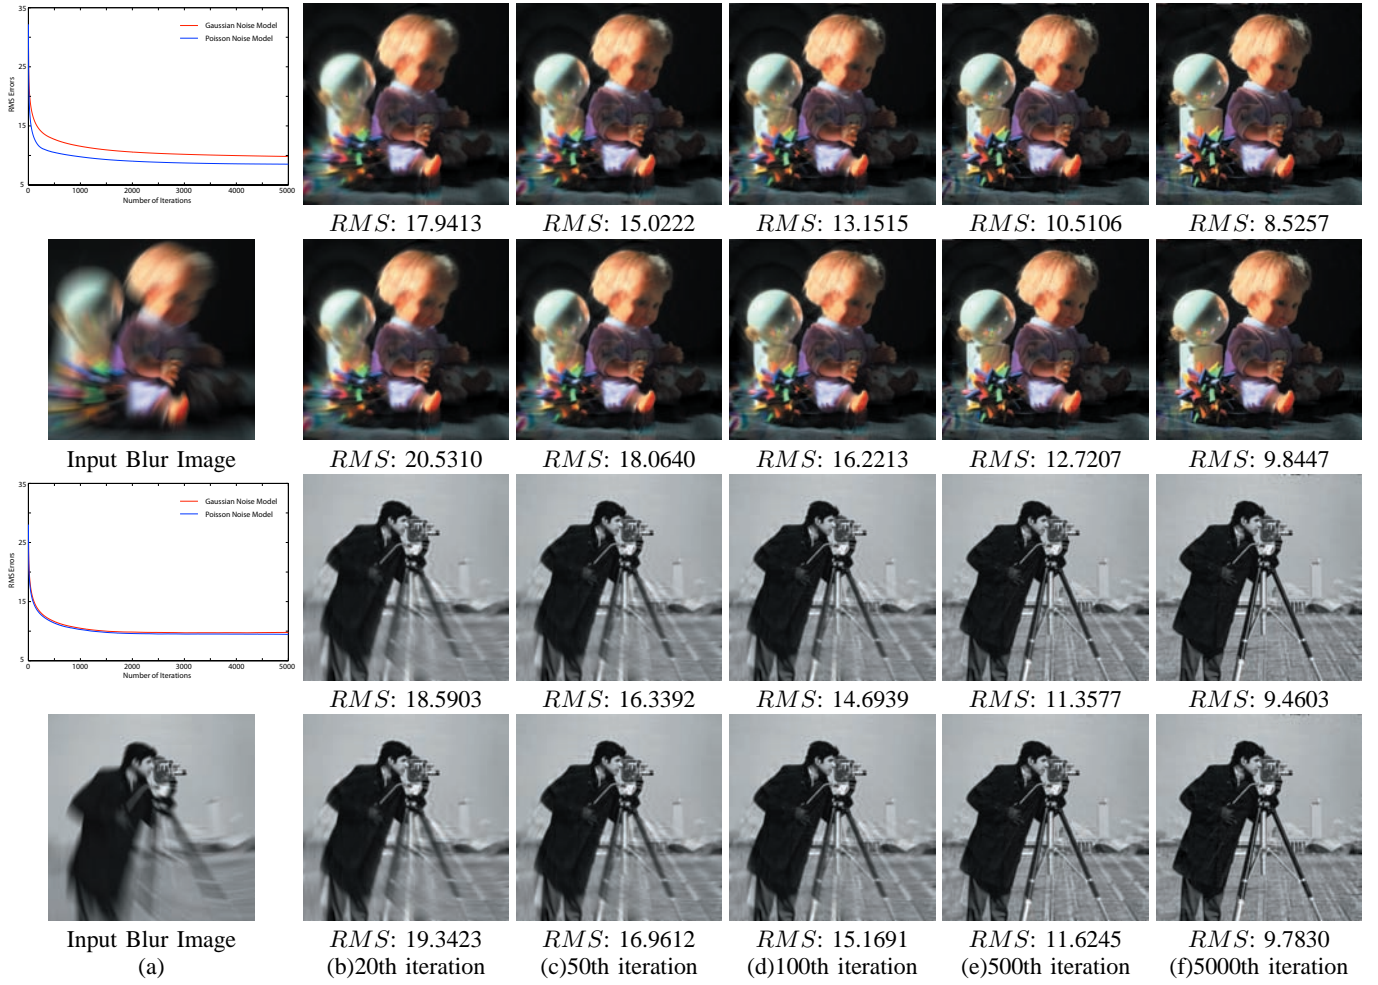 35
25
15
5
RMS Errors
Gaussian Noise Model
Poisson Noise Model
0 1000 2000 3000 4000 5000
Number of Iterations
RMS: 17.9413 RMS: 15.0222 RMS: 13.1515 RMS: 10.5106 RMS: 8.5257
Input Blur Image RMS: 20.5310 RMS: 18.0640 RMS: 16.2213 RMS: 12.7207 RMS: 9.8447
35
25
15
5
RMS Errors
Gaussian Noise Model
Poisson Noise Model
0 1000 2000 3000 4000 5000
Number of Iterations
RMS: 18.5903 RMS: 16.3392 RMS: 14.6939 RMS: 11.3577 RMS: 9.4603
Input Blur Image RMS: 19.3423 RMS: 16.9612 RMS: 15.1691 RMS: 11.6245 RMS: 9.7830
(a) (b)20th iteration (c)50th iteration (d)100th iteration (e)500th iteration (f)5000th iteration